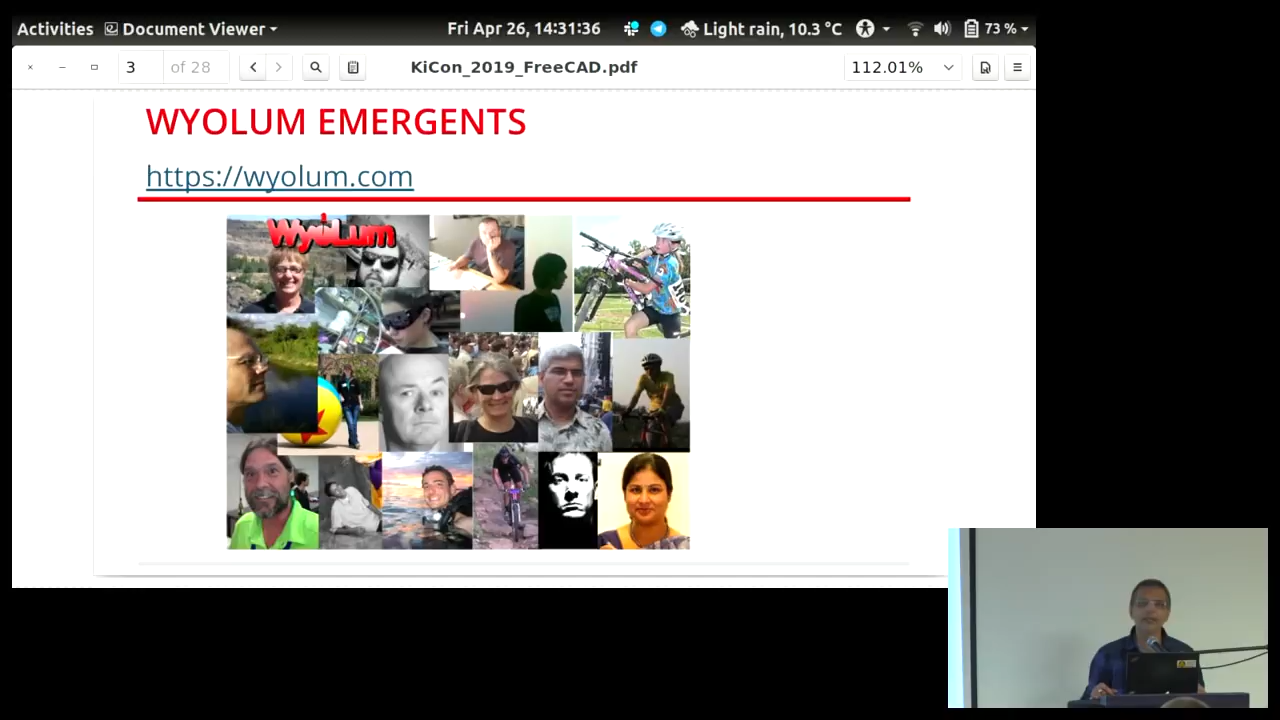 Activities Document Viewer Fri Apr 26, 14:31:36 Light rain, 10.3 °C 73 %
3 of 28 KiCon_2019_FreeCAD.pdf 112.01%
WYOLUM EMERGENTS
https://wyolum.com
WyoLum